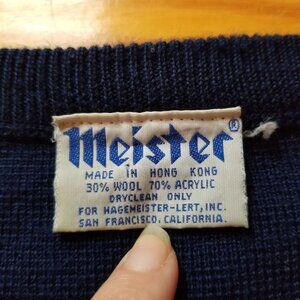 Meister®
MADE IN HONG KONG
30% WOOL 70% ACRYLIC
DRYCLEAN ONLY
FOR HAGEMEISTER-LERT, INC.
SAN FRANCISCO, CALIFORNIA.